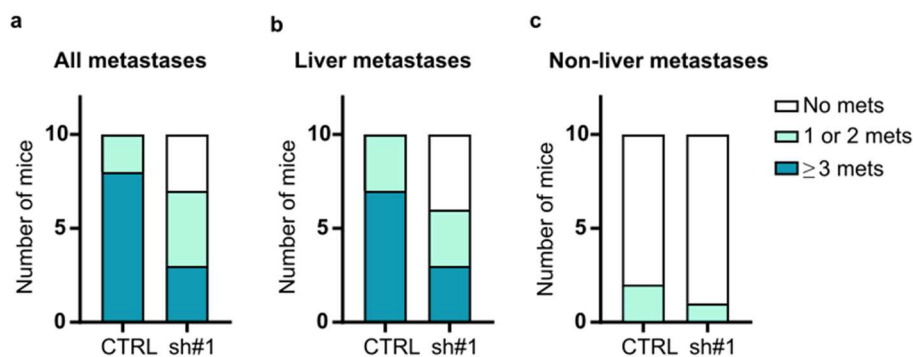 a
All metastases
Number of mice
10
5
0
CTRL sh#1
b
Liver metastases
Number of mice
10
5
0
CTRL sh#1
c
Non-liver metastases
Number of mice
10
5
0
CTRL sh#1
No mets
1 or 2 mets
≥3 mets